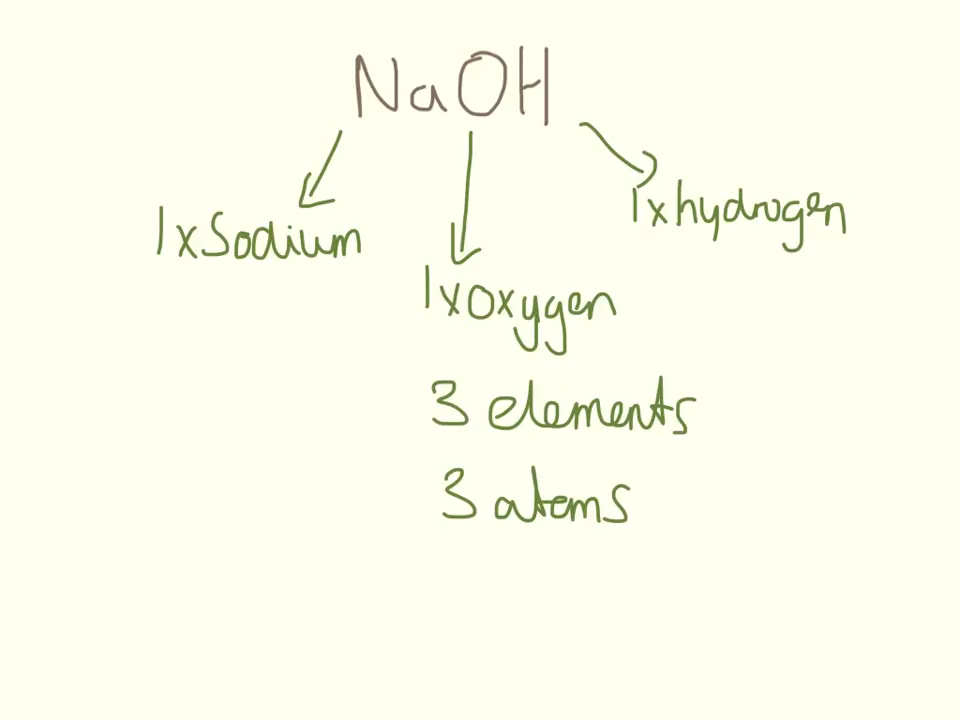 NaOH
1xSodium
1xhydrogen
1xOxygen
3 elements
3 atoms